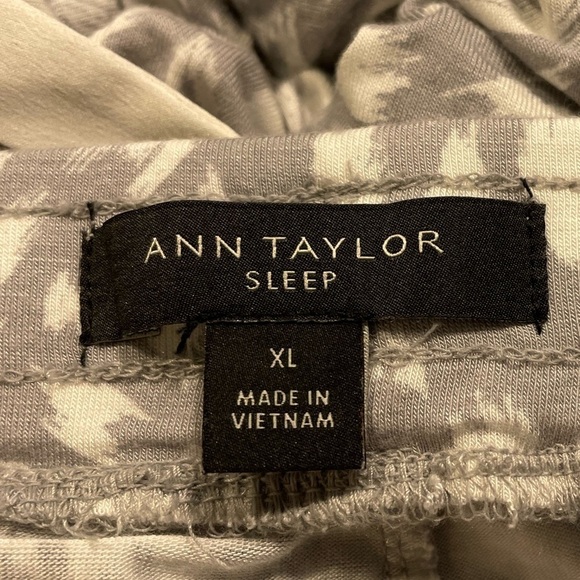 ANN TAYLOR
SLEEP
XL
MADE IN
VIETNAM